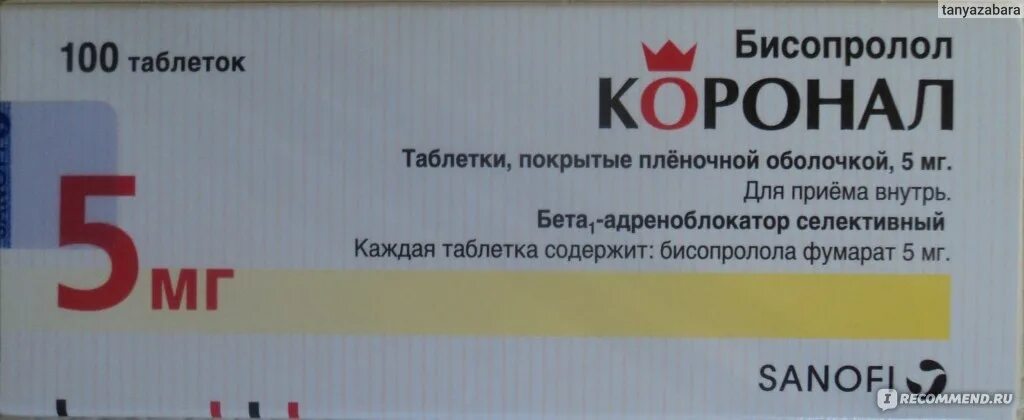 tanyazabara
100 таблеток
Бисопролол
КОРОНАЛ
Таблетки, покрытые плёночной оболочкой, 5 мг.
Для приёма внутрь.
Бета₁-адреноблокатор селективный
Каждая таблетка содержит: бисопролола фумарат 5 мг.
5 мг
SANOFI
IRECOMMEND.RU